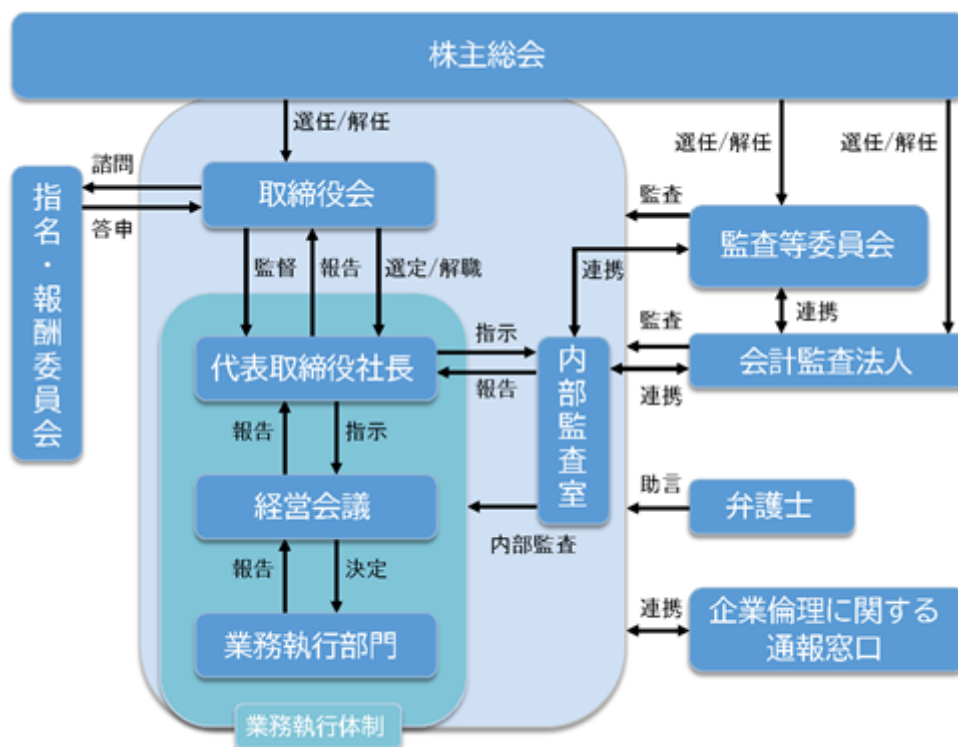 株主総会
選任/解任
選任/解任
選任/解任
諮問
答申
指名・報酬委員会
取締役会
監査
監査等委員会
監督
報告
選定/解職
連携
連携
代表取締役社長
指示
報告
内部監査室
監査
連携
会計監査法人
報告
指示
経営会議
内部監査
助言
弁護士
報告
決定
業務執行部門
連携
企業倫理に関する
通報窓口
業務執行体制